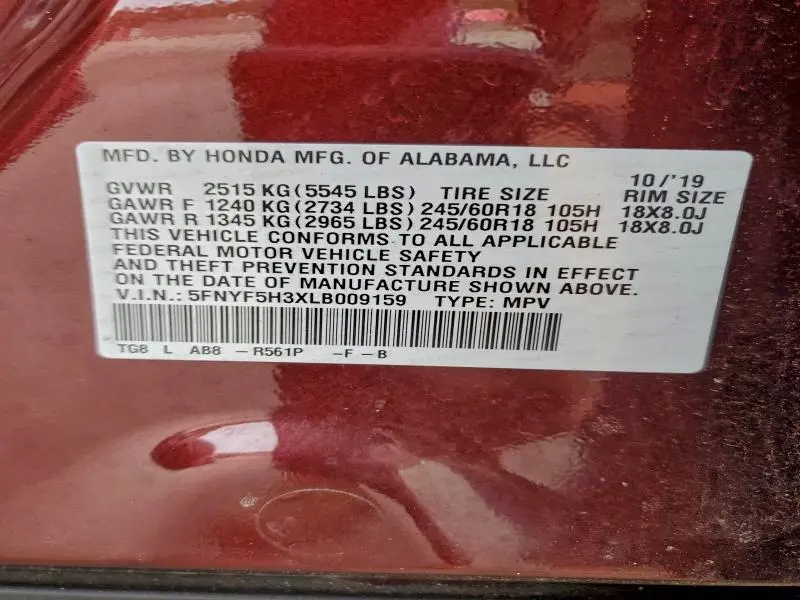 MFD. BY HONDA MFG. OF ALABAMA, LLC 10/'19
GVWR 2515 KG (5545 LBS) TIRE SIZE RIM SIZE
GAWR F 1240 KG (2734 LBS) 245/60R18 105H 18X8.0J
GAWR R 1345 KG (2965 LBS) 245/60R18 105H 18X8.0J
THIS VEHICLE CONFORMS TO ALL APPLICABLE
FEDERAL MOTOR VEHICLE SAFETY
AND THEFT PREVENTION STANDARDS IN EFFECT
ON THE DATE OF MANUFACTURE SHOWN ABOVE.
V.I.N.: 5FNYF5H3XLB009159 TYPE: MPV
TG8 L AB8 -R561P -F-B